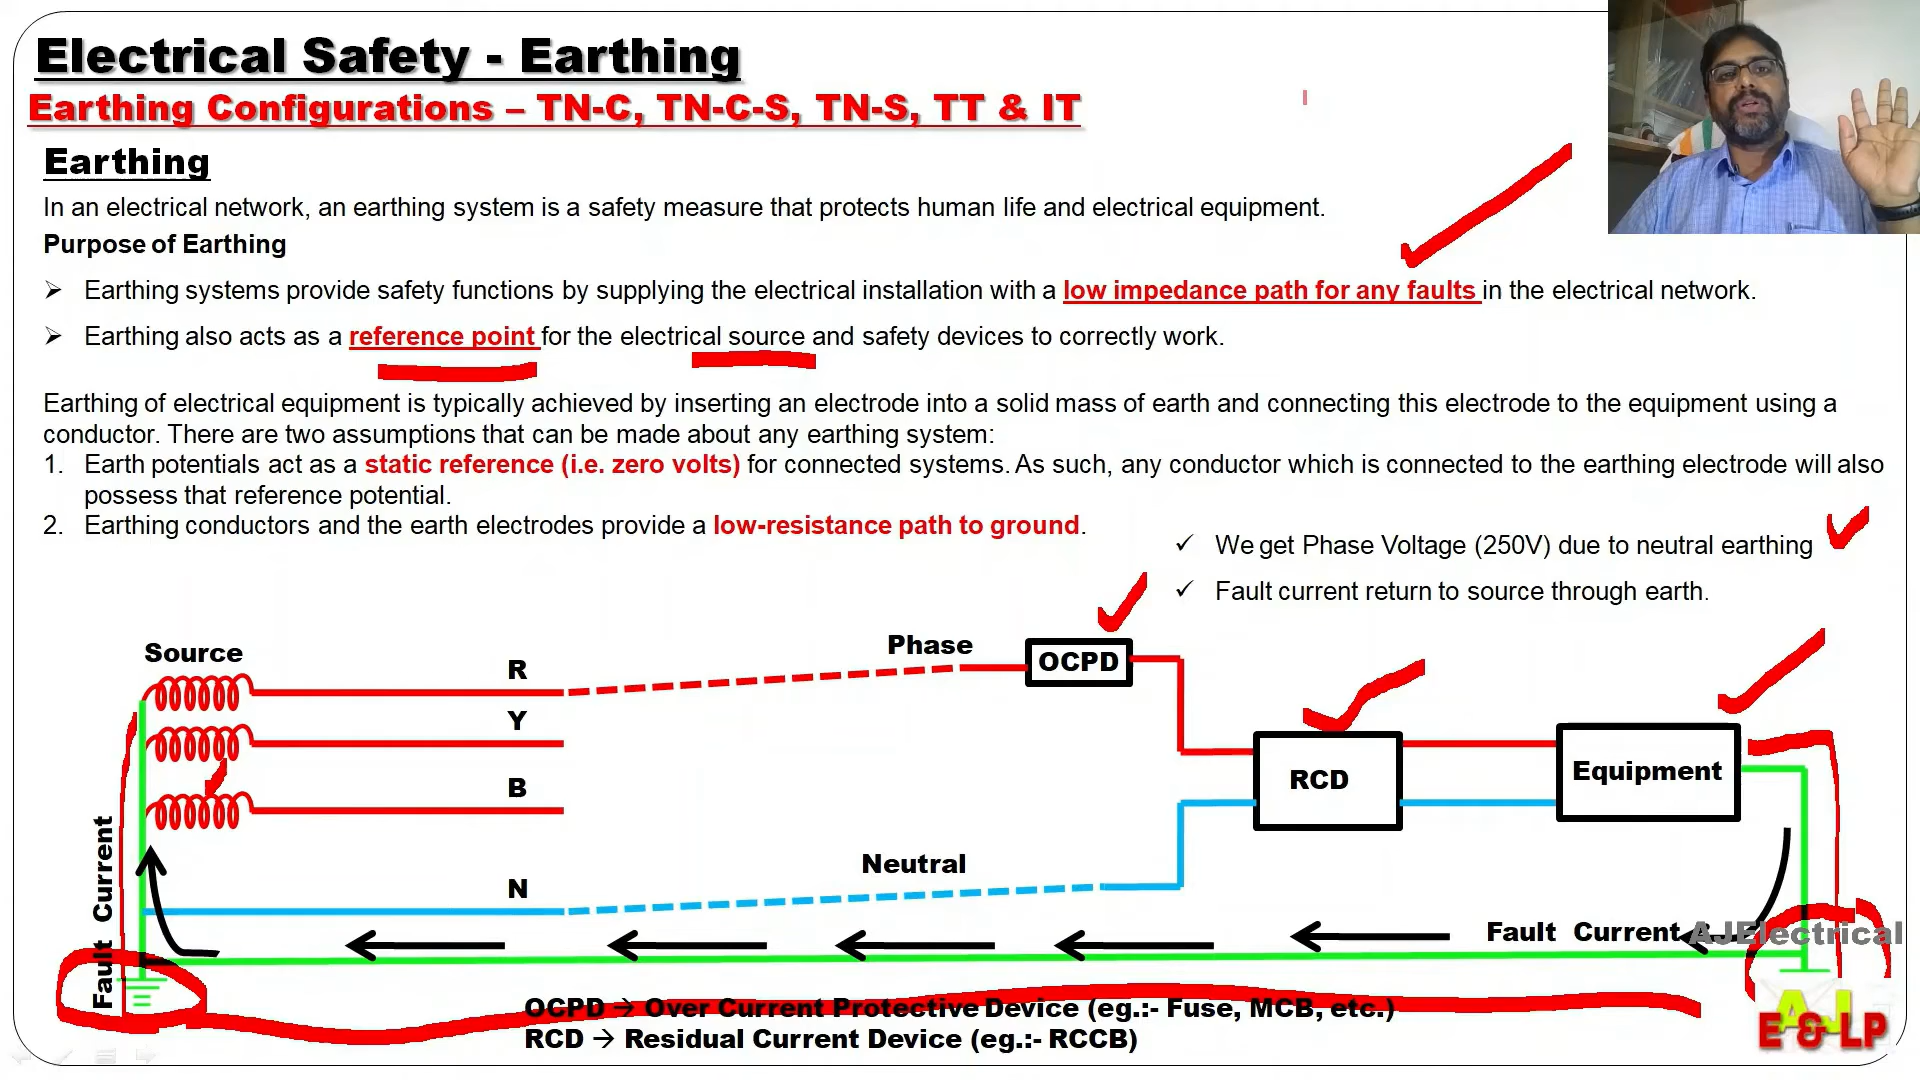 Electrical Safety - Earthing
Earthing Configurations – TN-C, TN-C-S, TN-S, TT & IT
Earthing
In an electrical network, an earthing system is a safety measure that protects human life and electrical equipment.
Purpose of Earthing
Earthing systems provide safety functions by supplying the electrical installation with a low impedance path for any faults in the electrical network.
Earthing also acts as a reference point for the electrical source and safety devices to correctly work.
Earthing of electrical equipment is typically achieved by inserting an electrode into a solid mass of earth and connecting this electrode to the equipment using a
conductor. There are two assumptions that can be made about any earthing system:
1. Earth potentials act as a static reference (i.e. zero volts) for connected systems. As such, any conductor which is connected to the earthing electrode will also
possess that reference potential.
2. Earthing conductors and the earth electrodes provide a low-resistance path to ground.
✓ We get Phase Voltage (250V) due to neutral earthing
✓ Fault current return to source through earth.
Source
R
Phase
OCPD
Y
RCD
Equipment
B
Neutral
N
Fault Current
Fault Current
AJElectrical
OCPD → Over Current Protective Device (eg.:- Fuse, MCB, etc.)
RCD → Residual Current Device (eg.:- RCCB)
AJ
E & LP